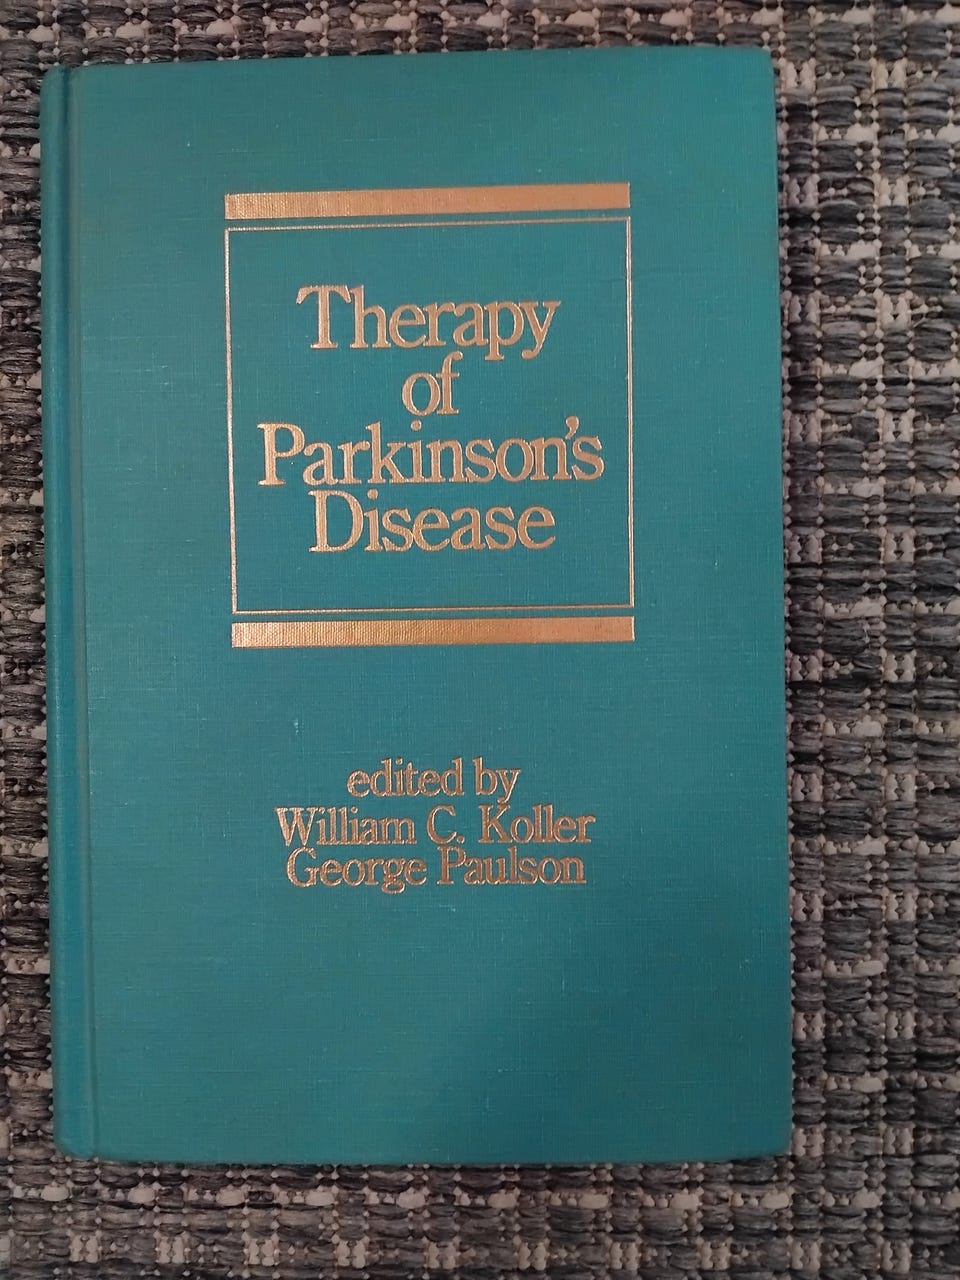 Therapy
of
Parkinson's
Disease
edited by
William C. Koller
George Paulson